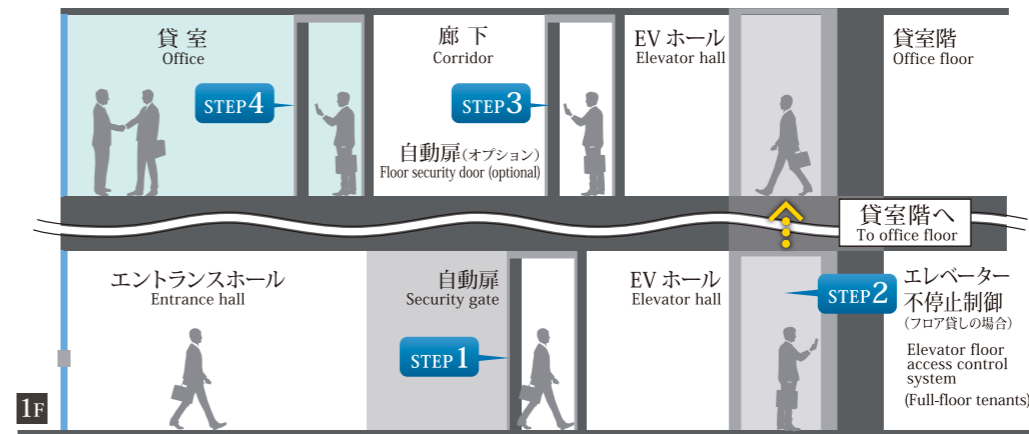 貸 室
Office
STEP4
廊 下
Corridor
STEP3
自動扉(オプション)
Floor security door (optional)
EV ホール
Elevator hall
貸室階
Office floor
貸室階へ
To office floor
エントランスホール
Entrance hall
自動扉
Security gate
STEP1
EV ホール
Elevator hall
STEP2
エレベーター
不停止制御
(フロア貸しの場合)
Elevator floor
access control
system
(Full-floor tenants)
1F